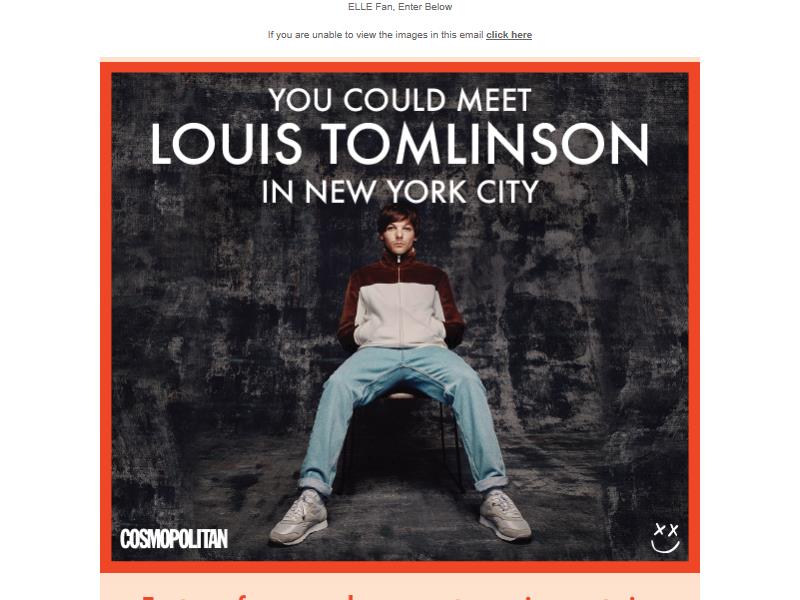 ELLE Fan, Enter Below
If you are unable to view the images in this email click here
YOU COULD MEET
LOUIS TOMLINSON
IN NEW YORK CITY
COSMOPOLITAN